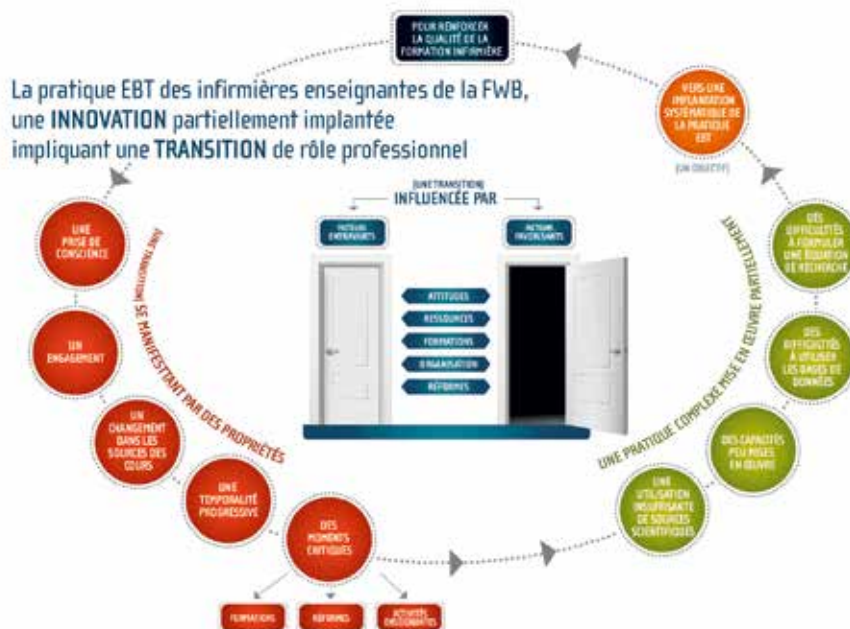 POUR RENFORCER
LA QUALITÉ DE LA
FORMATION INFIRMIÈRE
La pratique EBT des infirmières enseignantes de la FWB,
une INNOVATION partiellement implantée
impliquant une TRANSITION de rôle professionnel
VERS UNE
IMPLANTATION
SYSTÉMATIQUE DE
LA PRATIQUE
EBT
(UN OBJECTIF)
(UNE TRANSITION)
INFLUENCÉE PAR
FACTEURS
ENTRAVANTS
FACTEURS
FAVORISANTS
ATTITUDES
RESSOURCES
FORMATIONS
ORGANISATION
RÉFORMES
UNE
PRISE DE
CONSCIENCE
UN
ENGAGEMENT
UN
CHANGEMENT
DANS LES
SOURCES DES
COURS
UNE
TEMPORALITÉ
PROGRESSIVE
DES
MOMENTS
CRITIQUES
FORMATIONS
RÉFORMES
ACTIVITÉS
ENSEIGNANTES
(UNE TRANSITION) SE MANIFESTTANT PAR DES PROPRIÉTÉS
UNE PRATIQUE COMPLEXE MISE EN ŒUVRE PARTIELLEMENT
DES
DIFFICULTÉS
À FORMULER
UNE ÉQUATION
DE RECHERCHE
DES
DIFFICULTÉS
À UTILISER
LES BASES DE
DONNÉES
DES CAPACITÉS
PEU MISES
EN ŒUVRE
UNE
UTILISATION
INSUFFISANTE
DE SOURCES
SCIENTIFIQUES